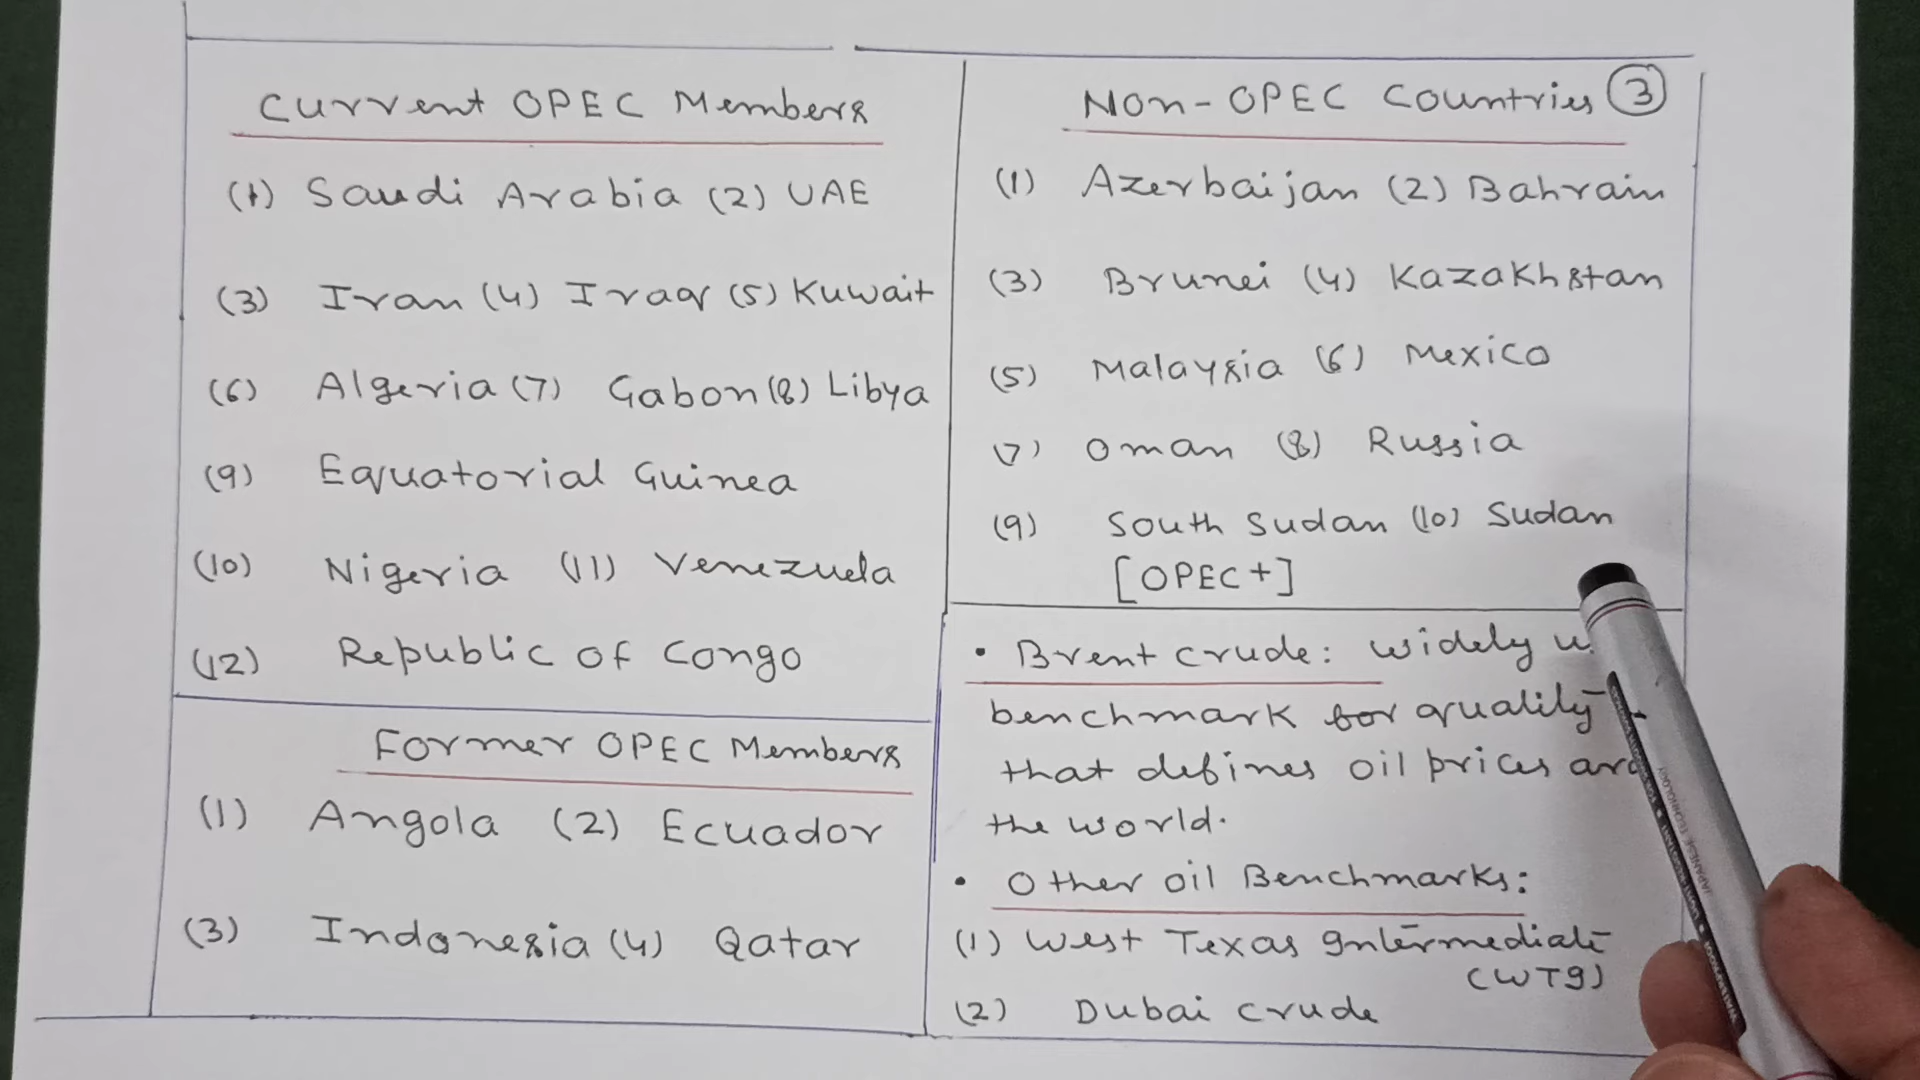 Current OPEC Members
(1) Saudi Arabia (2) UAE
(3) Iran (4) Iraq (5) Kuwait
(6) Algeria (7) Gabon (8) Libya
(9) Equatorial Guinea
(10) Nigeria (11) Venezuela
(12) Republic of Congo
Former OPEC Members
(1) Angola (2) Ecuador
(3) Indonesia (4) Qatar
Non-OPEC Countries 3
(1) Azerbaijan (2) Bahrain
(3) Brunei (4) Kazakhstan
(5) Malaysia (6) Mexico
(7) Oman (8) Russia
(9) South Sudan (10) Sudan
[OPEC+]
• Brent crude: widely
benchmark for quality
that defines oil prices
the world.
• Other oil Benchmarks:
(1) West Texas Intermediate
(WTI)
(2) Dubai crude
JAPANESE TECHNOLOGY